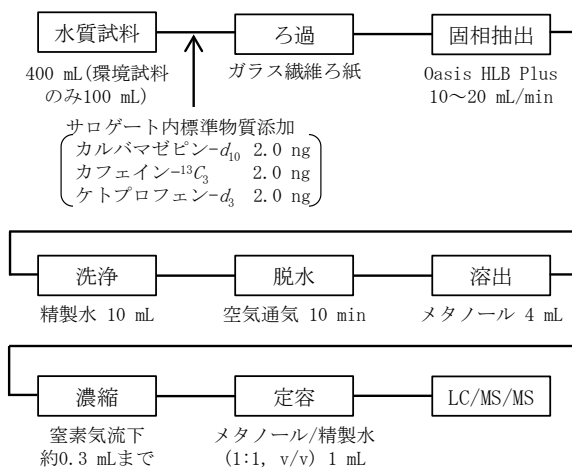 水質試料
ろ過
固相抽出
400 mL(環境試料
のみ100 mL)
ガラス繊維ろ紙
Oasis HLB Plus
10～20 mL/min
サロゲート内標準物質添加
カルバマゼピン-d10 2.0 ng
カフェイン-13C3 2.0 ng
ケトプロフェン-d3 2.0 ng
洗浄
脱水
溶出
精製水 10 mL
空気通気 10 min
メタノール 4 mL
濃縮
定容
LC/MS/MS
窒素気流下
約0.3 mLまで
メタノール/精製水
(1:1, v/v) 1 mL